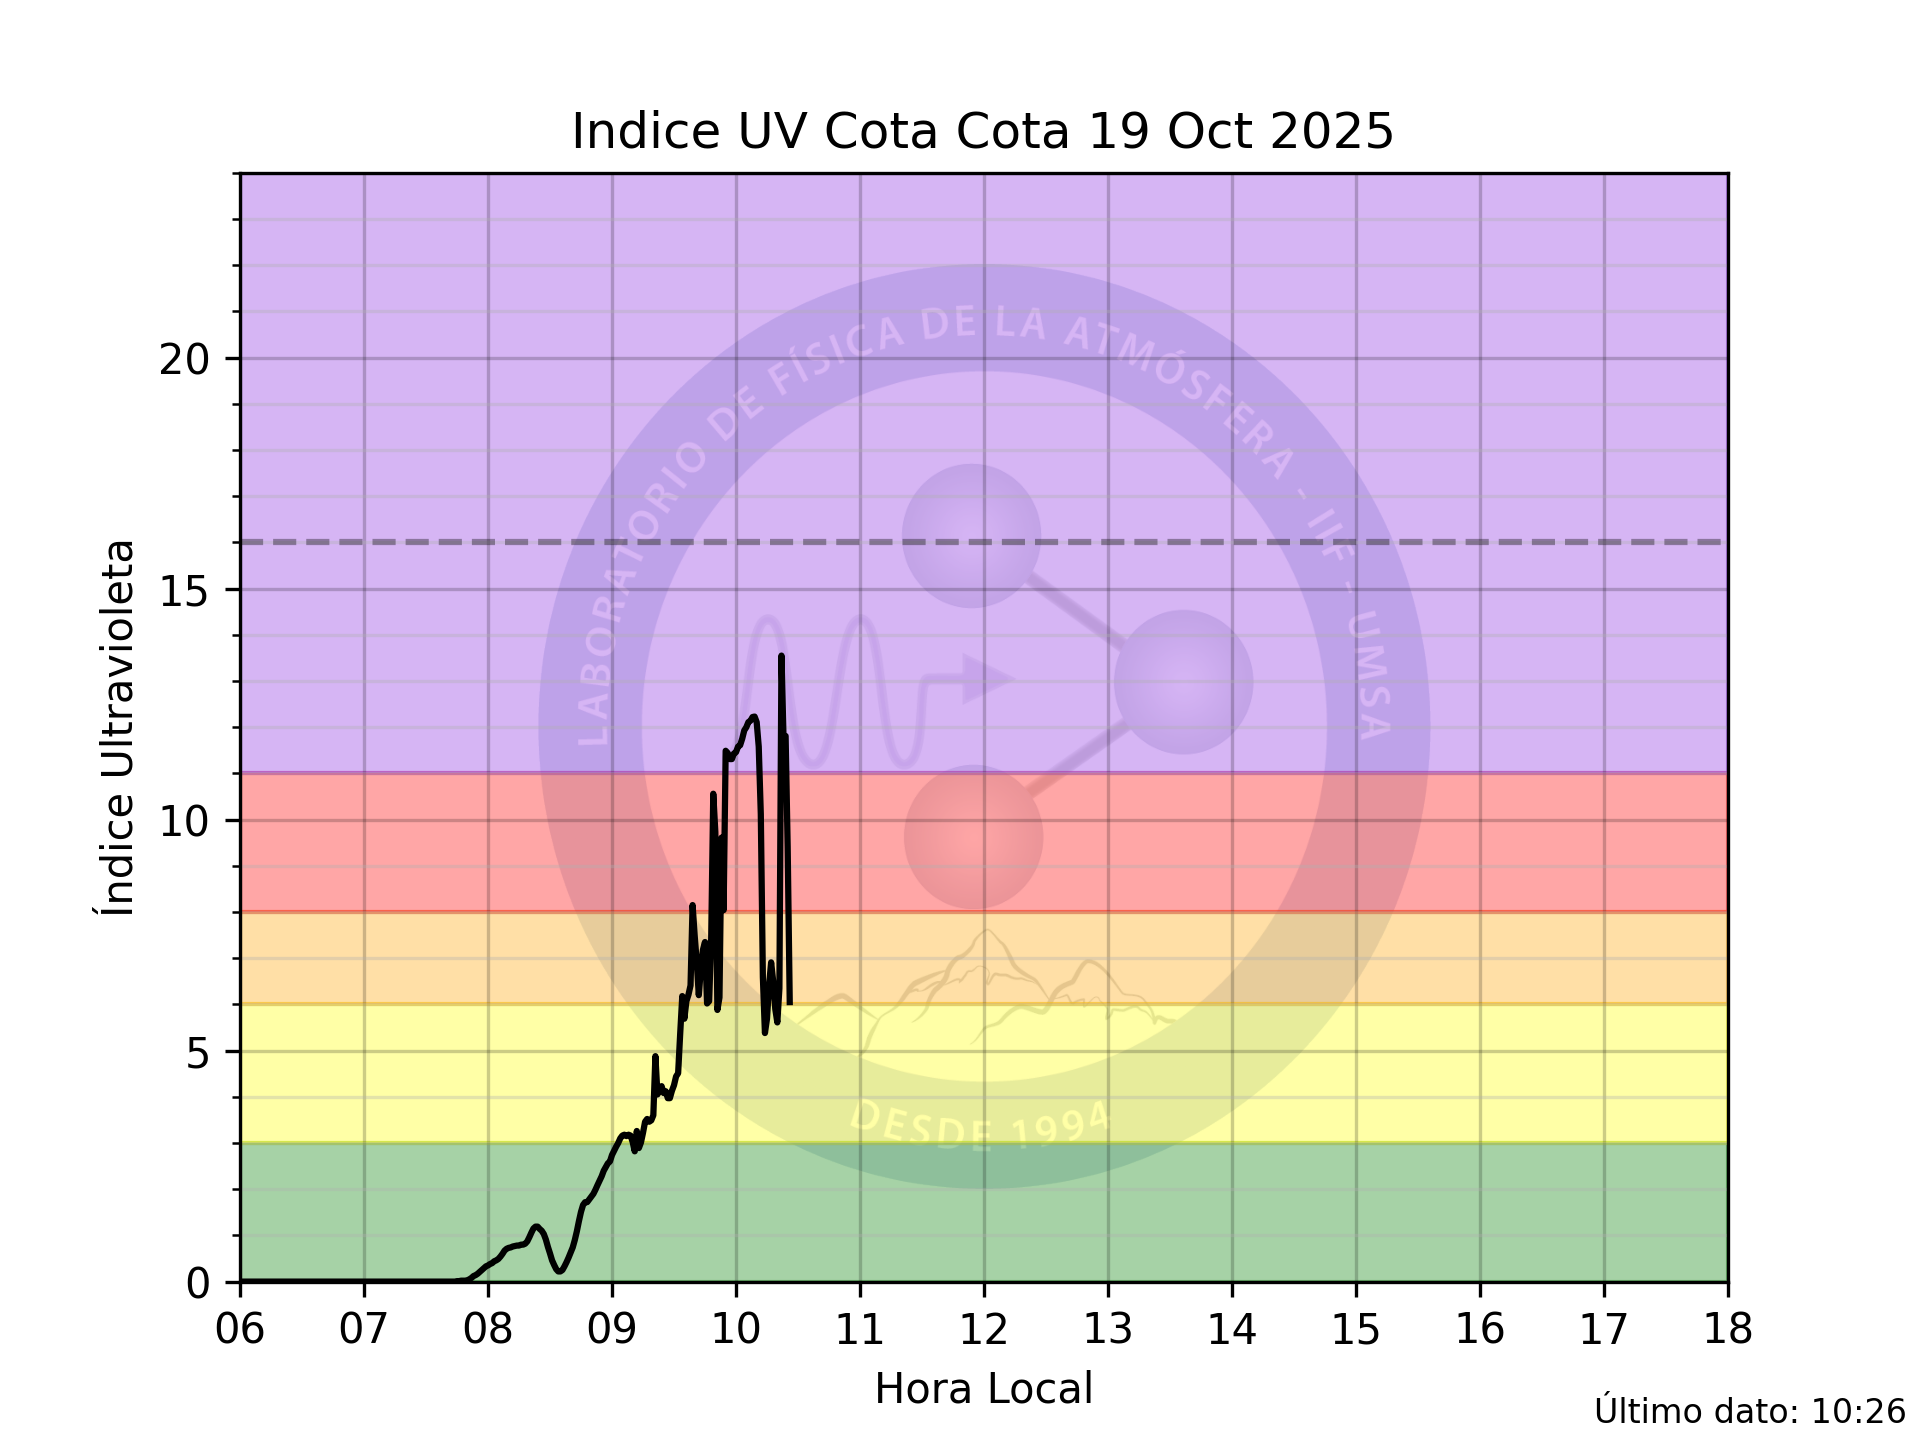 Indice UV Cota Cota 19 Oct 2025
LABORATORIO DE FÍSICA DE LA ATMÓSFERA - IIF - UMSA
DESDE 1994
Índice Ultravioleta
20
15
10
5
0
06 07 08 09 10 11 12 13 14 15 16 17 18
Hora Local
Último dato: 10:26